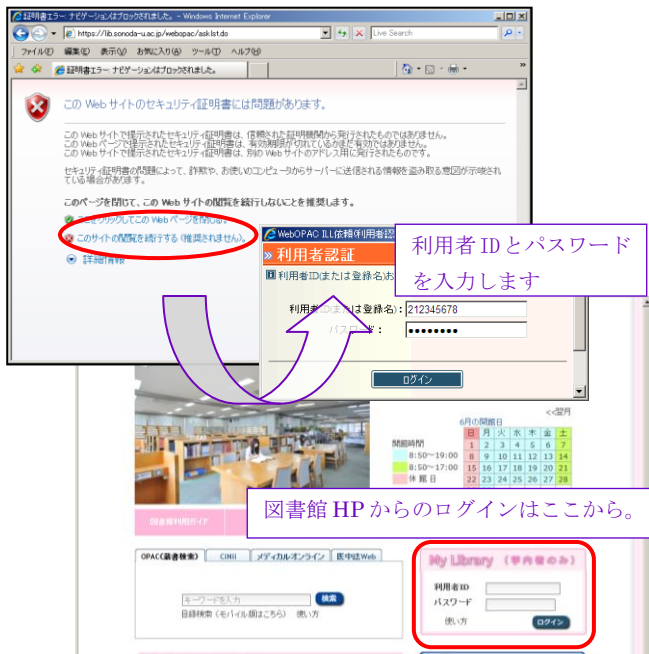 証明書エラー: ナビゲーションはブロックされました。 - Windows Internet Explorer
https://lib.sonoda-u.ac.jp/webopac/asklst.do
Live Search
ファイル(F) 編集(E) 表示(V) お気に入り(A) ツール(T) ヘルプ(H)
証明書エラー: ナビゲーションはブロックされました。
この Web サイトのセキュリティ証明書には問題があります。
この Web サイトで提示されたセキュリティ証明書は、信頼された証明機関から発行されたものではありません。
この Web ページで提示されたセキュリティ証明書は、有効期限が切れているかまだ有効ではありません。
この Web サイトで提示されたセキュリティ証明書は、別の Web サイトのアドレス用に発行されたものです。
セキュリティ証明書の問題によって、詐欺や、お使いのコンピュータからサーバーに送信される情報を盗み取る意図が示唆され
ている場合があります。
このページを閉じて、この Web サイトの閲覧を続行しないことを推奨します。
ここをクリックしてこの Web ページを閉じる。
このサイトの閲覧を続行する (推奨されません)。
詳細情報
WebOPAC ILL依頼(利用者認
» 利用者認証
利用者ID(または登録名)お
利用者ID(または登録名): 212345678
パスワード: ●●●●●●●●
ログイン
利用者 ID とパスワード
を入力します
<<翌月
6月の開館日
開館時間
8:50~19:00
8:50~17:00
休館日
日 月 火 水 木 金 土
1 2 3 4 5 6 7
8 9 10 11 12 13 14
15 16 17 18 19 20 21
22 23 24 25 26 27 28
図書館 HP からのログインはここから。
図書館利用ガイド
OPAC(蔵書検索) CiNii メディカルオンライン 医中誌Web
キーワードを入力 検索
目録検索（モバイル版はこちら） 使い方
My Library （学内者のみ）
利用者ID
パスワード
使い方 ログイン